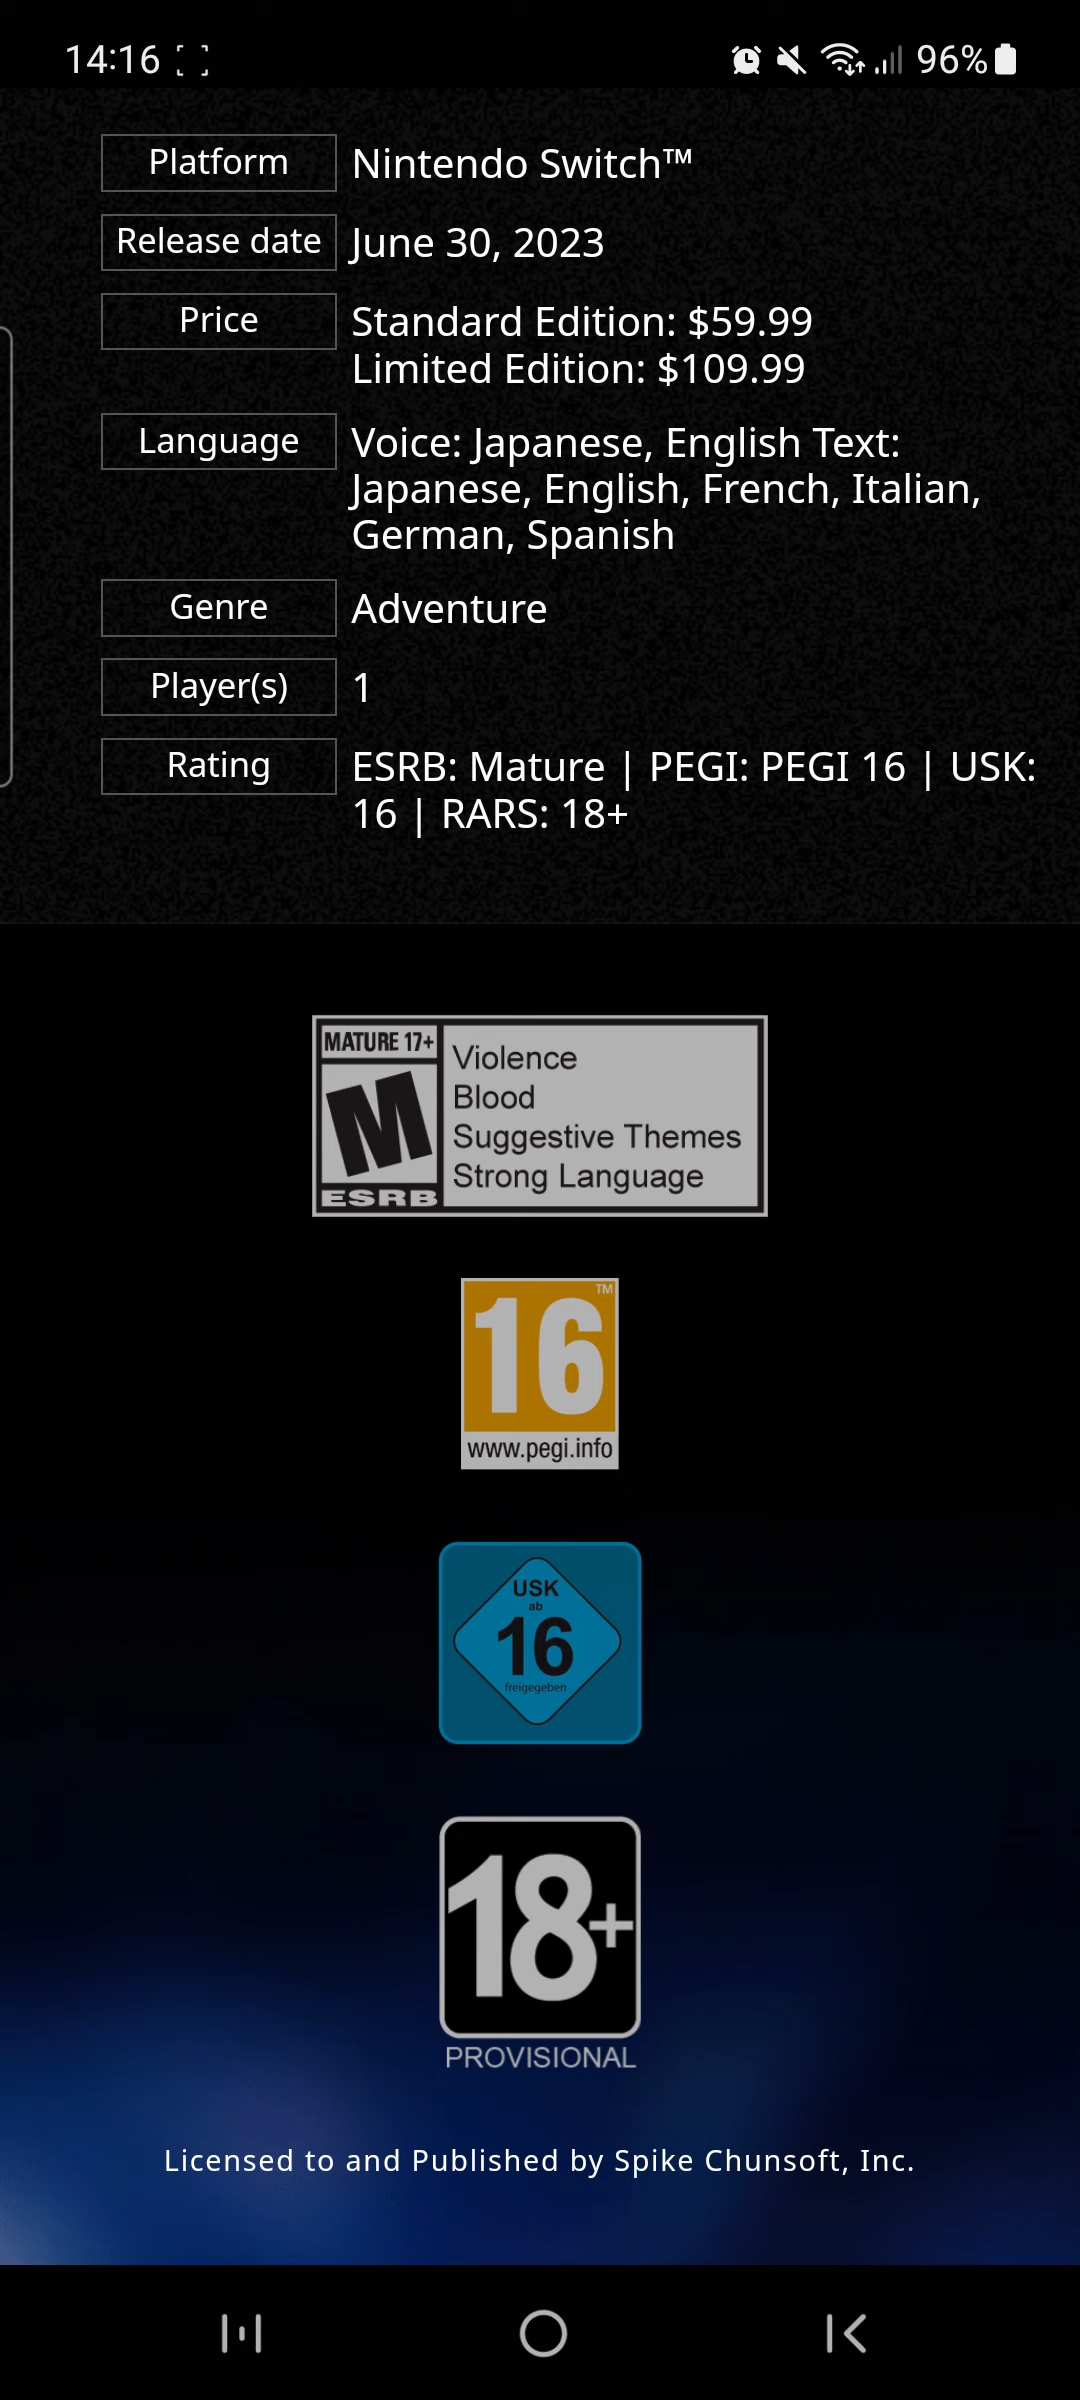 14:16 96%
Platform Nintendo Switch™
Release date June 30, 2023
Price Standard Edition: $59.99
Limited Edition: $109.99
Language Voice: Japanese, English Text:
Japanese, English, French, Italian,
German, Spanish
Genre Adventure
Player(s) 1
Rating ESRB: Mature | PEGI: PEGI 16 | USK:
16 | RARS: 18+
MATURE 17+
M
ESRB
Violence
Blood
Suggestive Themes
Strong Language
16™
www.pegi.info
USK
ab
16
freigegeben
18+
PROVISIONAL
Licensed to and Published by Spike Chunsoft, Inc.